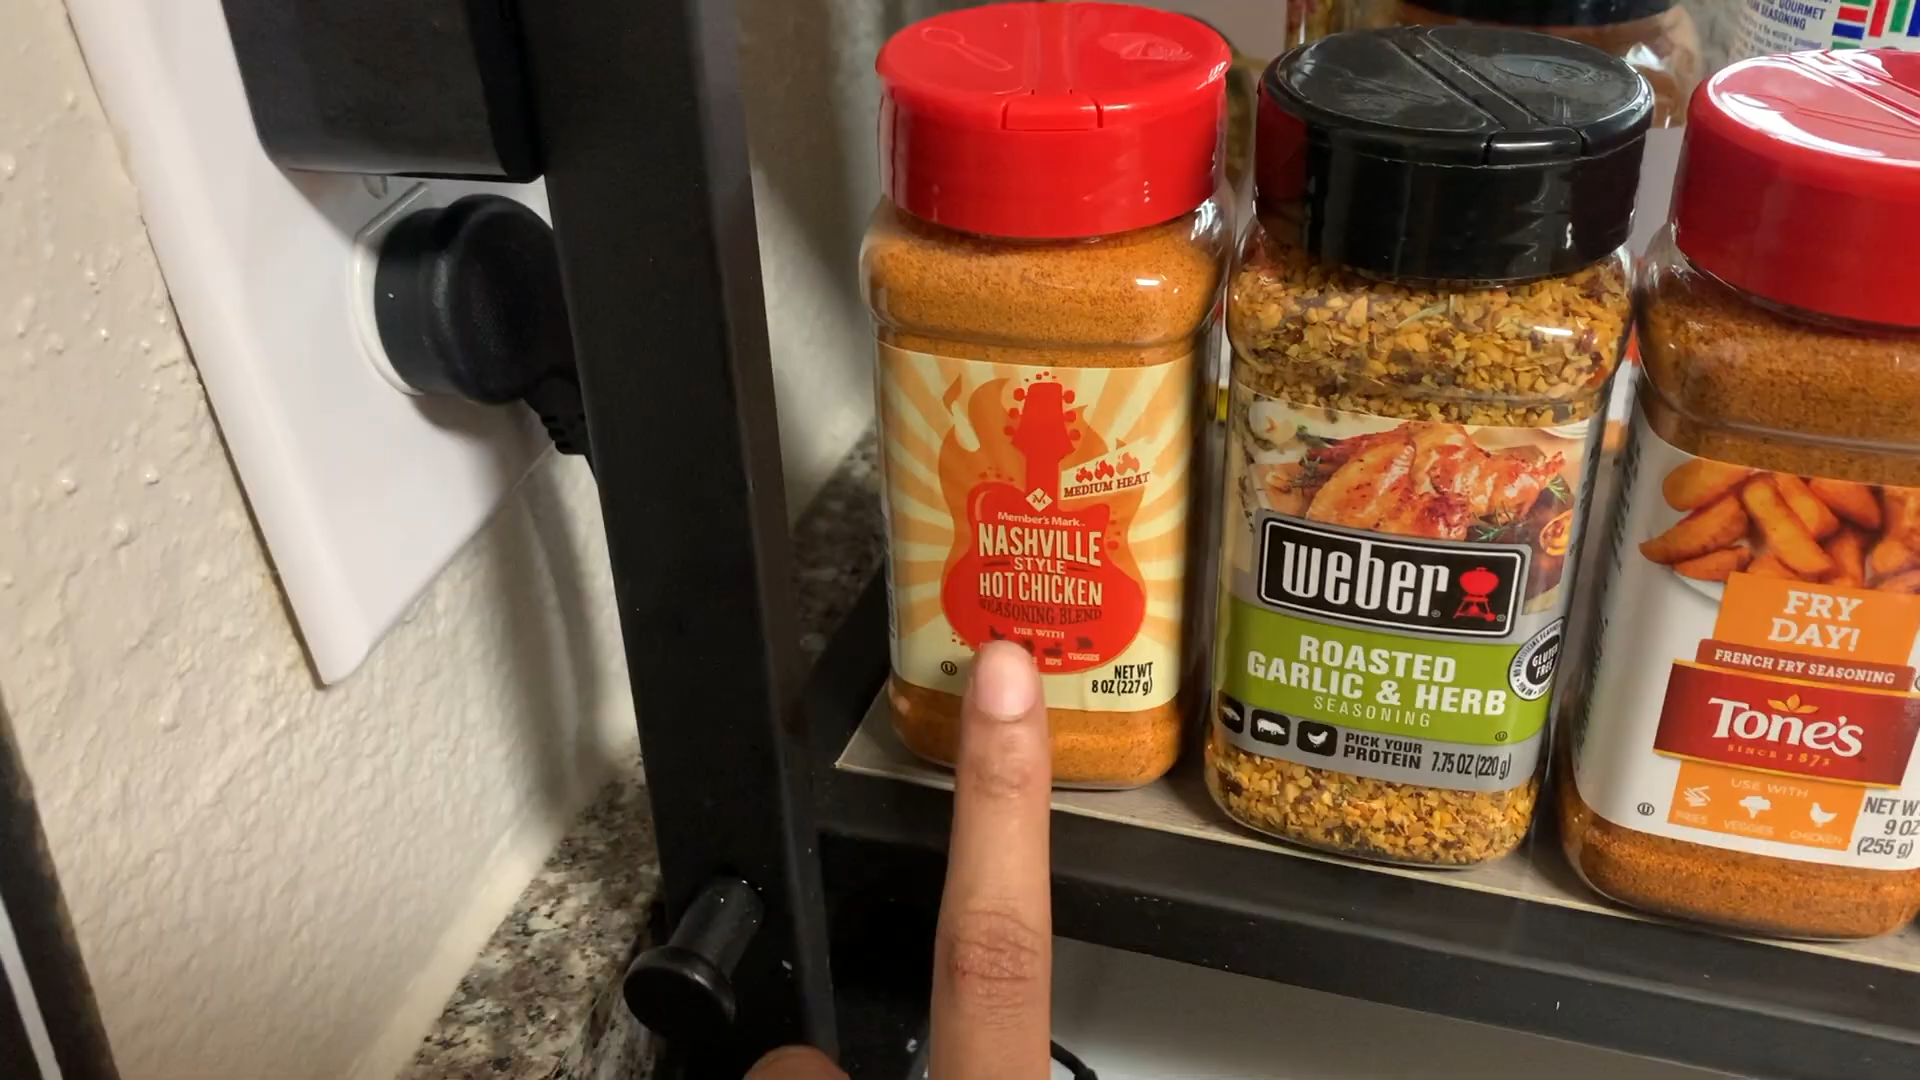 GOURMET
SEASONING
MEDIUM HEAT
Member's Mark™
NASHVILLE
STYLE
HOT CHICKEN
SEASONING BLEND
USE WITH
VEGGIES
NET WT
8 OZ (227 g)
weber®
ROASTED
GARLIC & HERB
SEASONING
GLUTEN
FREE
PICK YOUR
PROTEIN 7.75 OZ (220 g)
FRY
DAY!
FRENCH FRY SEASONING
TONE'S
SINCE 1873
USE WITH
FRIES VEGGIES CHICKEN
NET W
9 OZ
(255 g)